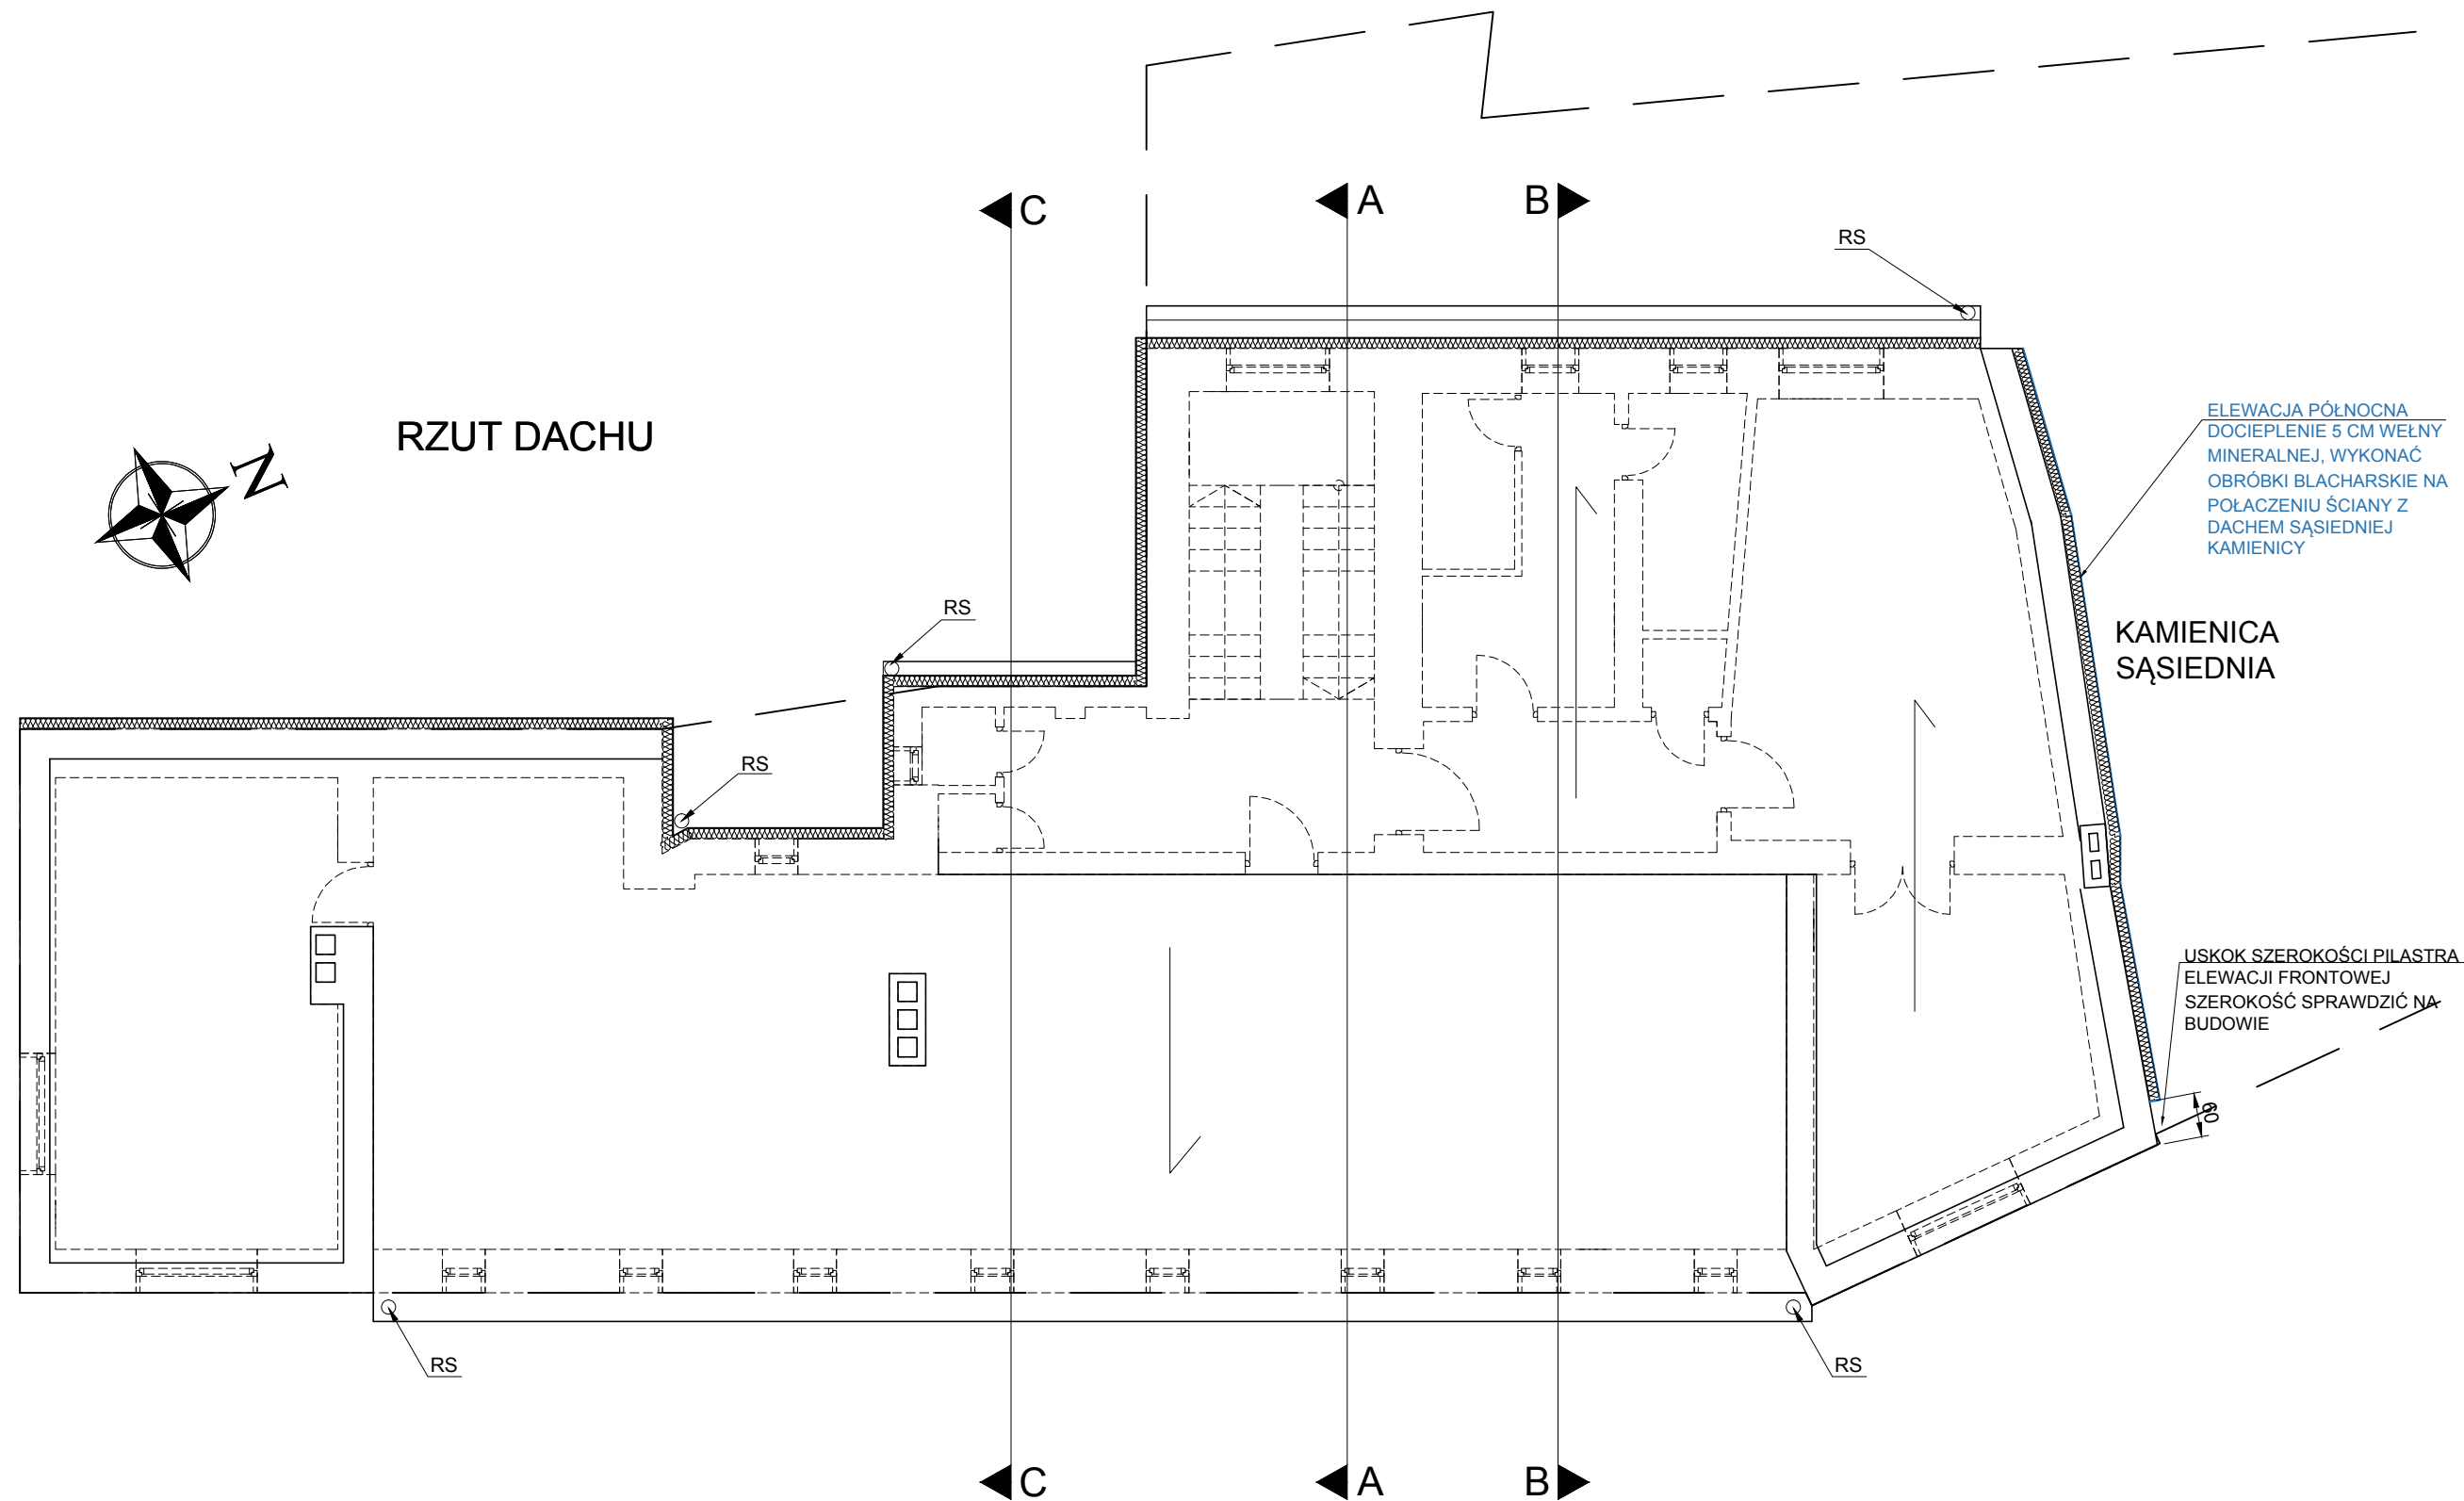 C
A
B
RS
ELEWACJA PÓŁNOCNA
DOCIEPLENIE 5 CM WEŁNY
MINERALNEJ, WYKONAĆ
OBRÓBKI BLACHARSKIE NA
POŁACZENIU ŚCIANY Z
DACHEM SĄSIEDNIEJ
KAMIENICY
RZUT DACHU
N
RS
KAMIENICA
SĄSIEDNIA
RS
USKOK SZEROKOŚCI PILASTRA
ELEWACJI FRONTOWEJ
SZEROKOŚĆ SPRAWDZIĆ NA
BUDOWIE
60
RS
RS
C
A
B